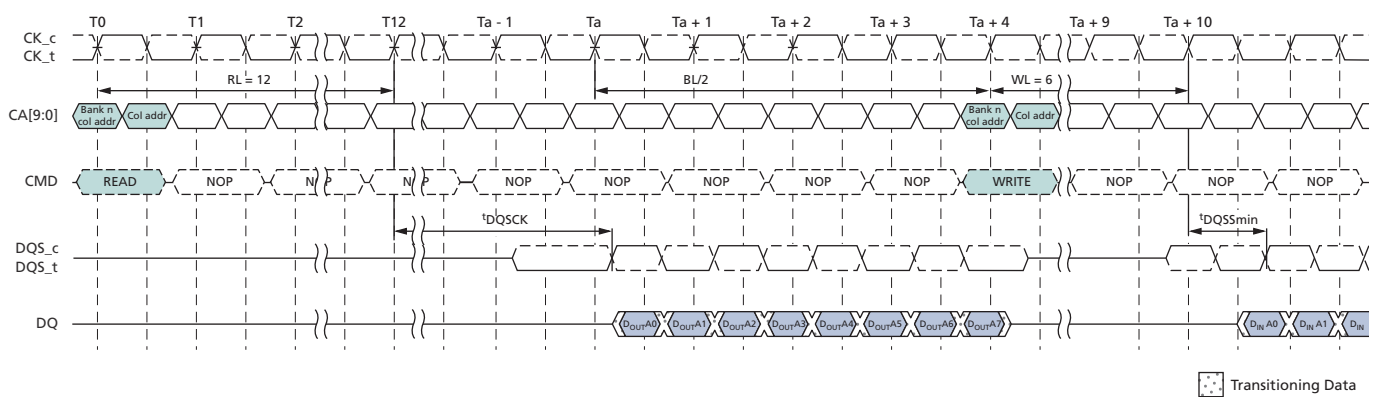 T0 T1 T2 T12 Ta - 1 Ta Ta + 1 Ta + 2 Ta + 3 Ta + 4 Ta + 9 Ta + 10
CK_c
CK_t
RL = 12 BL/2 WL = 6
CA[9:0] Bank n col addr Col addr Bank n col addr Col addr
CMD READ NOP NOP NOP NOP NOP NOP NOP NOP WRITE NOP NOP NOP
tDQSCK tDQSSmin
DQS_c
DQS_t
DQ DOUTA0 DOUTA1 DOUTA2 DOUTA3 DOUTA4 DOUTA5 DOUTA6 DOUTA7 DIN A0 DIN A1 DIN
Transitioning Data